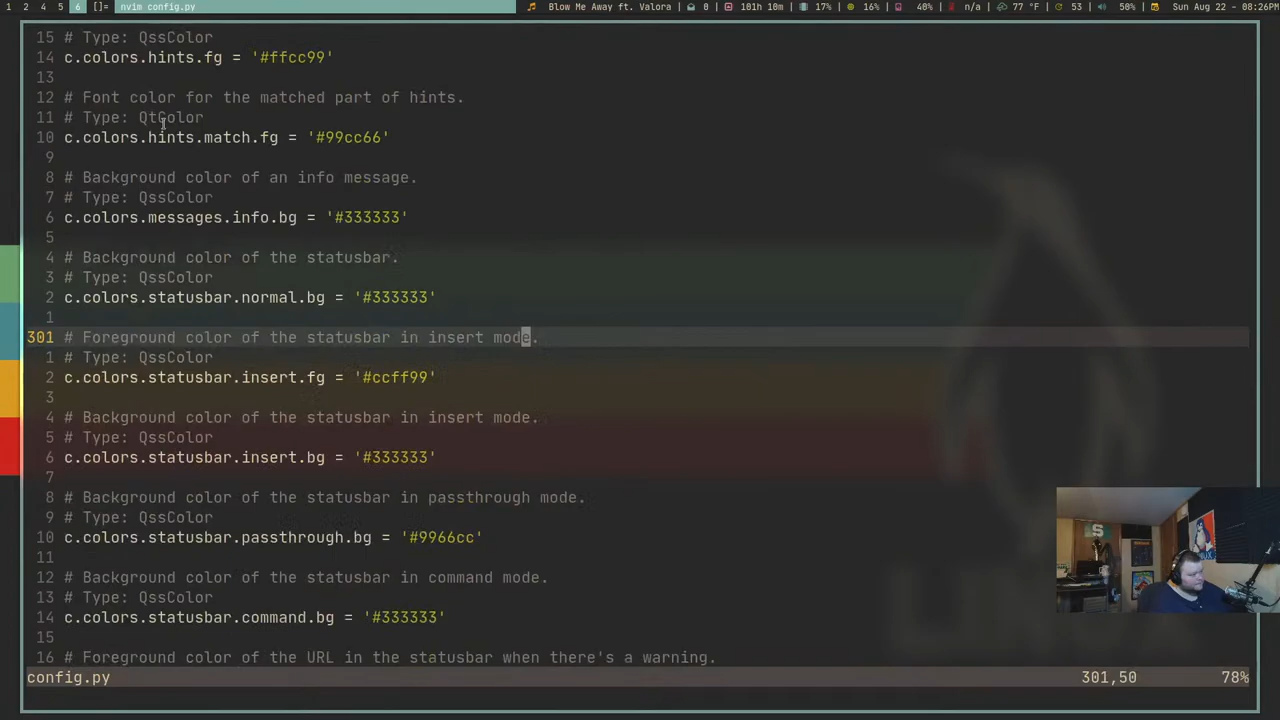 1 2 3 4 5 6 []= nvim config.py Blow Me Away ft. Valora 0 101h 10m 17% 16% 40% n/a 77 °F 53 50% Sun Aug 22 - 08:26PM
15 # Type: QssColor
14 c.colors.hints.fg = '#ffcc99'
13
12 # Font color for the matched part of hints.
11 # Type: QtColor
10 c.colors.hints.match.fg = '#99cc66'
9
8 # Background color of an info message.
7 # Type: QssColor
6 c.colors.messages.info.bg = '#333333'
5
4 # Background color of the statusbar.
3 # Type: QssColor
2 c.colors.statusbar.normal.bg = '#333333'
1
301 # Foreground color of the statusbar in insert mode.
1 # Type: QssColor
2 c.colors.statusbar.insert.fg = '#ccff99'
3
4 # Background color of the statusbar in insert mode.
5 # Type: QssColor
6 c.colors.statusbar.insert.bg = '#333333'
7
8 # Background color of the statusbar in passthrough mode.
9 # Type: QssColor
10 c.colors.statusbar.passthrough.bg = '#9966cc'
11
12 # Background color of the statusbar in command mode.
13 # Type: QssColor
14 c.colors.statusbar.command.bg = '#333333'
15
16 # Foreground color of the URL in the statusbar when there's a warning.
config.py 301,50 78%